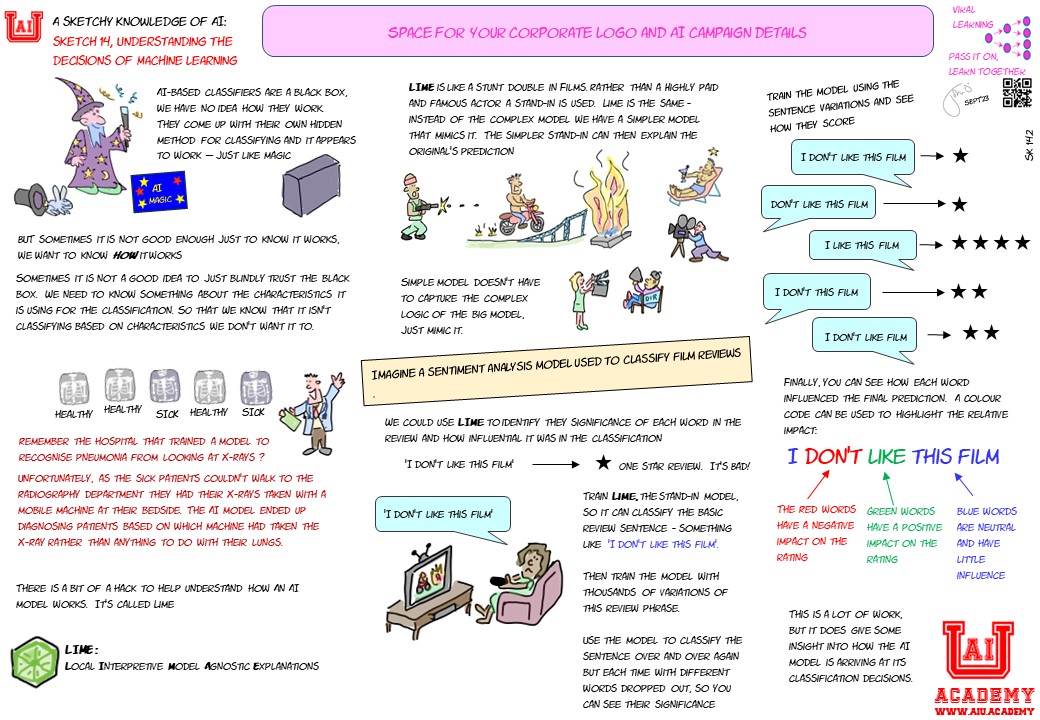 AI
U
A SKETCHY KNOWLEDGE OF AI:
SKETCH 14, UNDERSTANDING THE
DECISIONS OF MACHINE LEARNING
SPACE FOR YOUR CORPORATE LOGO AND AI CAMPAIGN DETAILS
VIRAL
LEARNING
PASS IT ON,
LEARN TOGETHER
SEPT'23
SK 14.2
AI-BASED CLASSIFIERS ARE A BLACK BOX,
WE HAVE NO IDEA HOW THEY WORK.
THEY COME UP WITH THEIR OWN HIDDEN
METHOD FOR CLASSIFYING AND IT APPEARS
TO WORK – JUST LIKE MAGIC
AI
MAGIC
BUT SOMETIMES IT IS NOT GOOD ENOUGH JUST TO KNOW IT WORKS,
WE WANT TO KNOW HOW IT WORKS
SOMETIMES IT IS NOT A GOOD IDEA TO JUST BLINDLY TRUST THE BLACK
BOX. WE NEED TO KNOW SOMETHING ABOUT THE CHARACTERISTICS IT
IS USING FOR THE CLASSIFICATION. SO THAT WE KNOW THAT IT ISN'T
CLASSIFYING BASED ON CHARACTERISTICS WE DON'T WANT IT TO.
HEALTHY
HEALTHY
SICK
HEALTHY
SICK
REMEMBER THE HOSPITAL THAT TRAINED A MODEL TO
RECOGNISE PNEUMONIA FROM LOOKING AT X-RAYS ?
UNFORTUNATELY, AS THE SICK PATIENTS COULDN'T WALK TO THE
RADIOGRAPHY DEPARTMENT THEY HAD THEIR X-RAYS TAKEN WITH A
MOBILE MACHINE AT THEIR BEDSIDE. THE AI MODEL ENDED UP
DIAGNOSING PATIENTS BASED ON WHICH MACHINE HAD TAKEN THE
X-RAY RATHER THAN ANYTHING TO DO WITH THEIR LUNGS.
THERE IS A BIT OF A HACK TO HELP UNDERSTAND HOW AN AI
MODEL WORKS. IT'S CALLED LIME
LIME:
LOCAL INTERPRETIVE MODEL AGNOSTIC EXPLANATIONS
LIME IS LIKE A STUNT DOUBLE IN FILMS. RATHER THAN A HIGHLY PAID
AND FAMOUS ACTOR A STAND-IN IS USED. LIME IS THE SAME -
INSTEAD OF THE COMPLEX MODEL WE HAVE A SIMPLER MODEL
THAT MIMICS IT. THE SIMPLER STAND-IN CAN THEN EXPLAIN THE
ORIGINAL'S PREDICTION
SIMPLE MODEL DOESN'T HAVE
TO CAPTURE THE COMPLEX
LOGIC OF THE BIG MODEL,
JUST MIMIC IT.
DIR
IMAGINE A SENTIMENT ANALYSIS MODEL USED TO CLASSIFY FILM REVIEWS
.
WE COULD USE LIME TO IDENTIFY THEY SIGNIFICANCE OF EACH WORD IN THE
REVIEW AND HOW INFLUENTIAL IT WAS IN THE CLASSIFICATION
'I DON'T LIKE THIS FILM' ★ ONE STAR REVIEW. IT'S BAD!
'I DON'T LIKE THIS FILM'
TRAIN LIME, THE STAND-IN MODEL,
SO IT CAN CLASSIFY THE BASIC
REVIEW SENTENCE - SOMETHING
LIKE 'I DON'T LIKE THIS FILM'.
THEN TRAIN THE MODEL WITH
THOUSANDS OF VARIATIONS OF
THIS REVIEW PHRASE.
USE THE MODEL TO CLASSIFY THE
SENTENCE OVER AND OVER AGAIN
BUT EACH TIME WITH DIFFERENT
WORDS DROPPED OUT, SO YOU
CAN SEE THEIR SIGNIFICANCE
TRAIN THE MODEL USING THE
SENTENCE VARIATIONS AND SEE
HOW THEY SCORE
I DON'T LIKE THIS FILM ★
DON'T LIKE THIS FILM ★
I LIKE THIS FILM ★★★★
I DON'T THIS FILM ★★
I DON'T LIKE FILM ★★
FINALLY, YOU CAN SEE HOW EACH WORD
INFLUENCED THE FINAL PREDICTION. A COLOUR
CODE CAN BE USED TO HIGHLIGHT THE RELATIVE
IMPACT:
I DON'T LIKE THIS FILM
THE RED WORDS
HAVE A NEGATIVE
IMPACT ON THE
RATING
GREEN WORDS
HAVE A POSITIVE
IMPACT ON THE
RATING
BLUE WORDS
ARE NEUTRAL
AND HAVE
LITTLE
INFLUENCE
THIS IS A LOT OF WORK,
BUT IT DOES GIVE SOME
INSIGHT INTO HOW THE AI
MODEL IS ARRIVING AT ITS
CLASSIFICATION DECISIONS.
AI
U
ACADEMY
WWW.AIU.ACADEMY